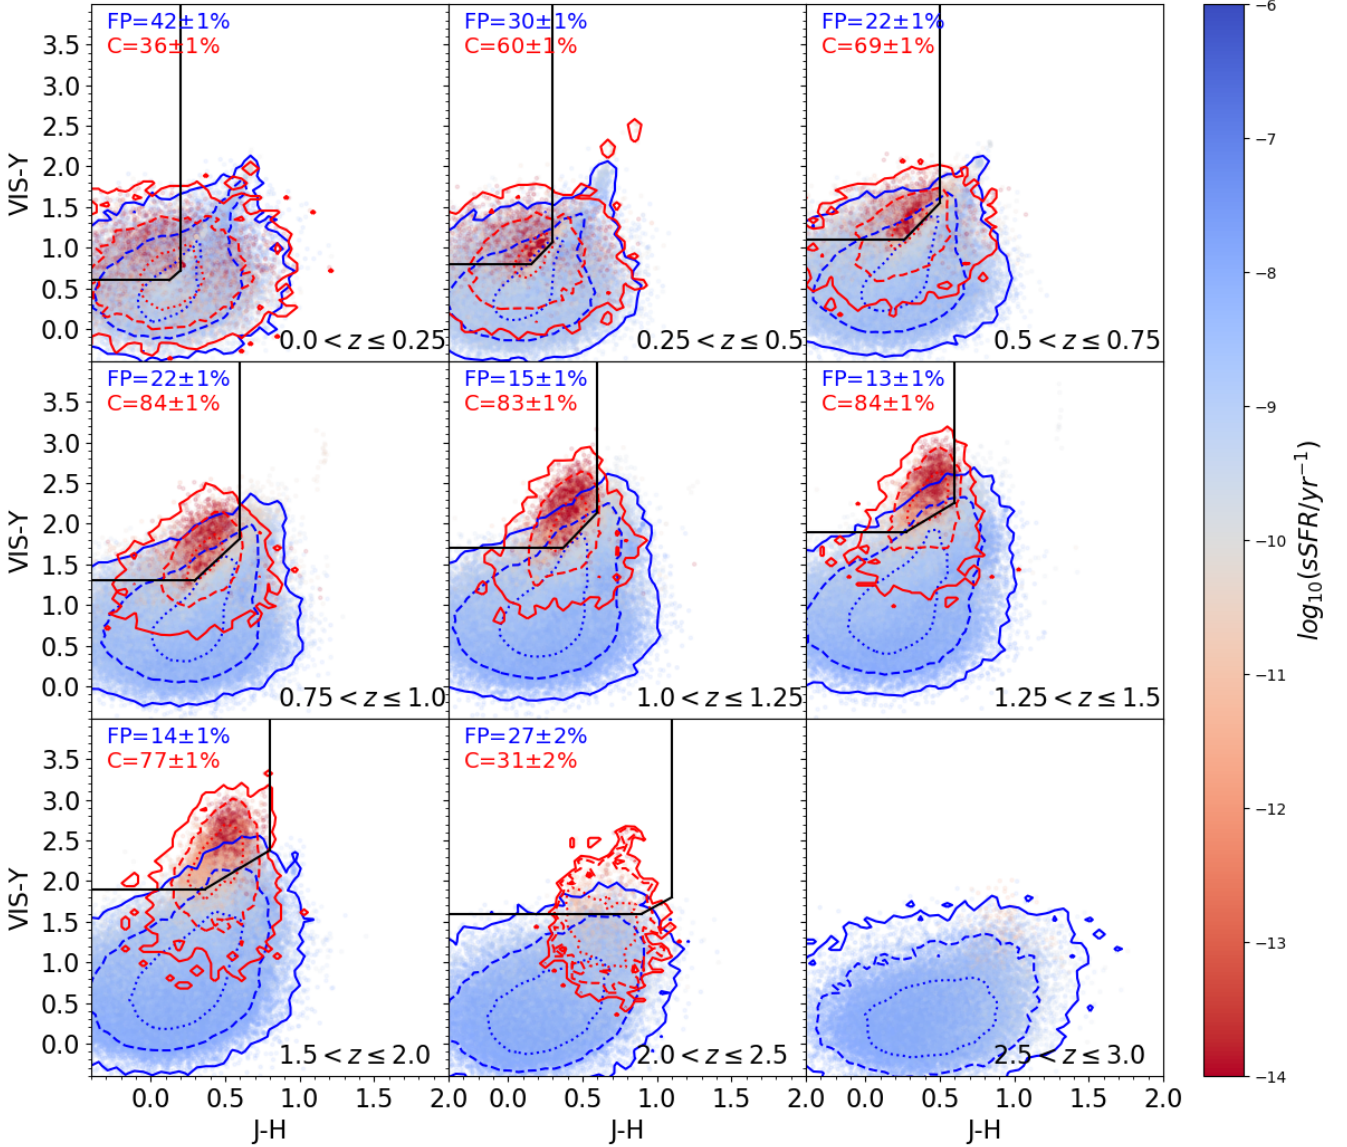 FP=42±1%
C=36±1%
FP=30±1%
C=60±1%
FP=22±1%
C=69±1%
3.5
3.0
2.5
2.0
1.5
1.0
0.5
0.0
VIS-Y
0.0 < z ≤ 0.25
0.25 < z ≤ 0.5
0.5 < z ≤ 0.75
FP=22±1%
C=84±1%
FP=15±1%
C=83±1%
FP=13±1%
C=84±1%
3.5
3.0
2.5
2.0
1.5
1.0
0.5
0.0
VIS-Y
0.75 < z ≤ 1.0
1.0 < z ≤ 1.25
1.25 < z ≤ 1.5
FP=14±1%
C=77±1%
FP=27±2%
C=31±2%
3.5
3.0
2.5
2.0
1.5
1.0
0.5
0.0
VIS-Y
1.5 < z ≤ 2.0
2.0 < z ≤ 2.5
2.5 < z ≤ 3.0
0.0 0.5 1.0 1.5 2.0 0.0 0.5 1.0 1.5 2.0 0.0 0.5 1.0 1.5 2.0
J-H J-H J-H
−6
−7
−8
−9
−10
−11
−12
−13
−14
log₁₀(sSFR/yr⁻¹)